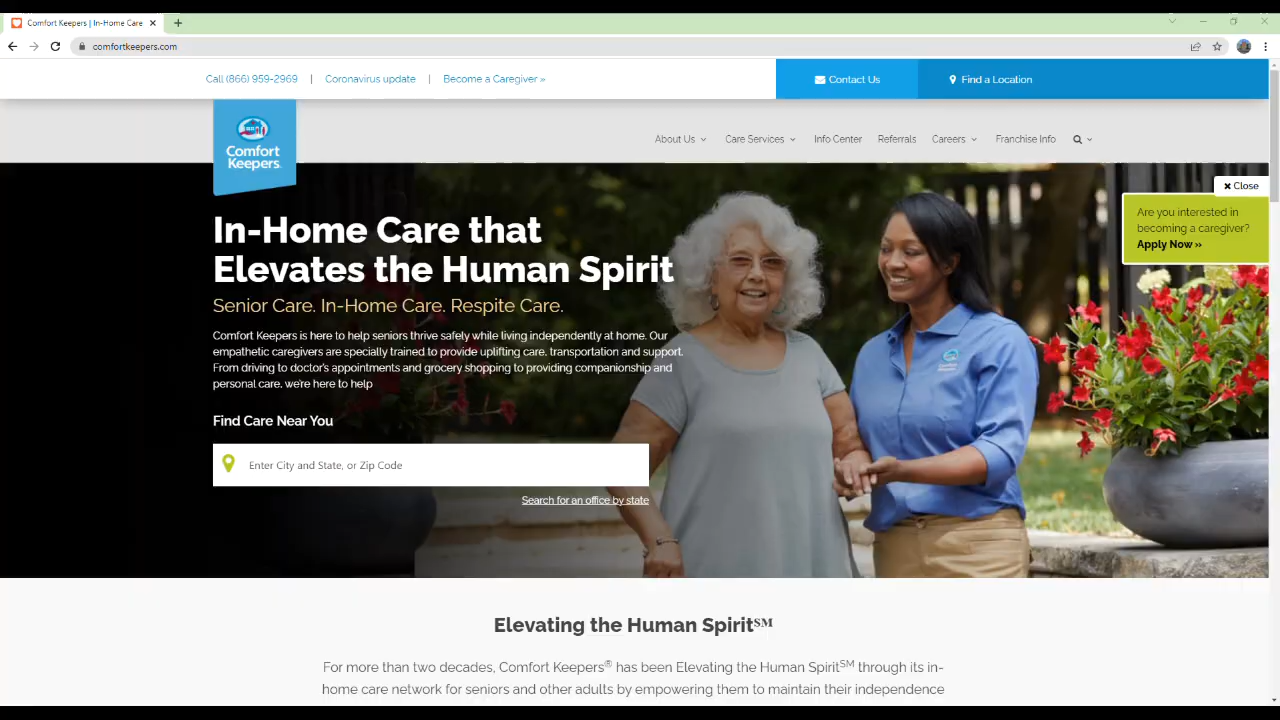 Comfort Keepers | In-Home Care
comfortkeepers.com
Call (866) 959-2969 | Coronavirus update | Become a Caregiver »
Contact Us
Find a Location
Comfort
Keepers
About Us
Care Services
Info Center
Referrals
Careers
Franchise Info
Close
Are you interested in
becoming a caregiver?
Apply Now »
In-Home Care that
Elevates the Human Spirit
Senior Care. In-Home Care. Respite Care.
Comfort Keepers is here to help seniors thrive safely while living independently at home. Our
empathetic caregivers are specially trained to provide uplifting care, transportation and support.
From driving to doctor's appointments and grocery shopping to providing companionship and
personal care, we're here to help
Find Care Near You
Enter City and State, or Zip Code
Search for an office by state
Elevating the Human Spirit℠
For more than two decades, Comfort Keepers® has been Elevating the Human Spirit℠ through its in-
home care network for seniors and other adults by empowering them to maintain their independence